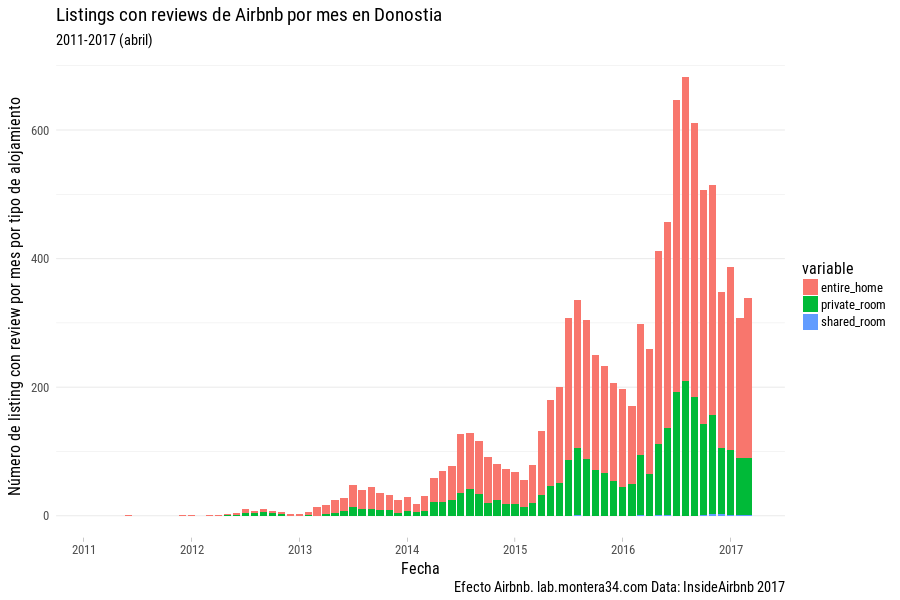 Listings con reviews de Airbnb por mes en Donostia
2011-2017 (abril)
Número de listing con review por mes por tipo de alojamiento
600
400
200
0
2011 2012 2013 2014 2015 2016 2017
Fecha
variable
entire_home
private_room
shared_room
Efecto Airbnb. lab.montera34.com Data: InsideAirbnb 2017